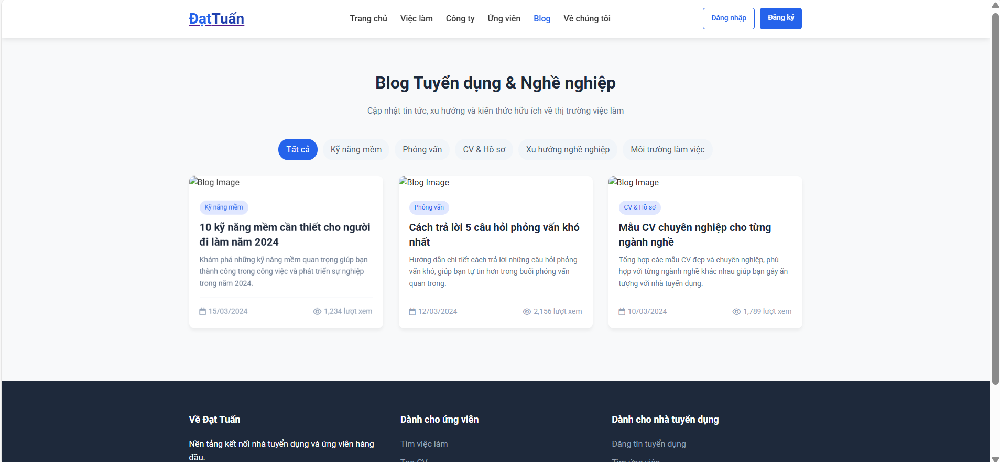 ĐạtTuấn
Trang chủ
Việc làm
Công ty
Ứng viên
Blog
Về chúng tôi
Đăng nhập
Đăng ký
Blog Tuyển dụng & Nghề nghiệp
Cập nhật tin tức, xu hướng và kiến thức hữu ích về thị trường việc làm
Tất cả
Kỹ năng mềm
Phỏng vấn
CV & Hồ sơ
Xu hướng nghề nghiệp
Môi trường làm việc
Blog Image
Kỹ năng mềm
10 kỹ năng mềm cần thiết cho người
đi làm năm 2024
Khám phá những kỹ năng mềm quan trọng giúp bạn
thành công trong công việc và phát triển sự nghiệp
trong năm 2024.
15/03/2024
1,234 lượt xem
Blog Image
Phỏng vấn
Cách trả lời 5 câu hỏi phỏng vấn khó
nhất
Hướng dẫn chi tiết cách trả lời những câu hỏi phỏng
vấn khó, giúp bạn tự tin hơn trong buổi phỏng vấn
quan trọng.
12/03/2024
2,156 lượt xem
Blog Image
CV & Hồ sơ
Mẫu CV chuyên nghiệp cho từng
ngành nghề
Tổng hợp các mẫu CV đẹp và chuyên nghiệp, phù
hợp với từng ngành nghề khác nhau giúp bạn gây ấn
tượng với nhà tuyển dụng.
10/03/2024
1,789 lượt xem
Về Đạt Tuấn
Nền tảng kết nối nhà tuyển dụng và ứng viên hàng
đầu.
Dành cho ứng viên
Tìm việc làm
Tạo CV
Dành cho nhà tuyển dụng
Đăng tin tuyển dụng
Tìm ứng viên